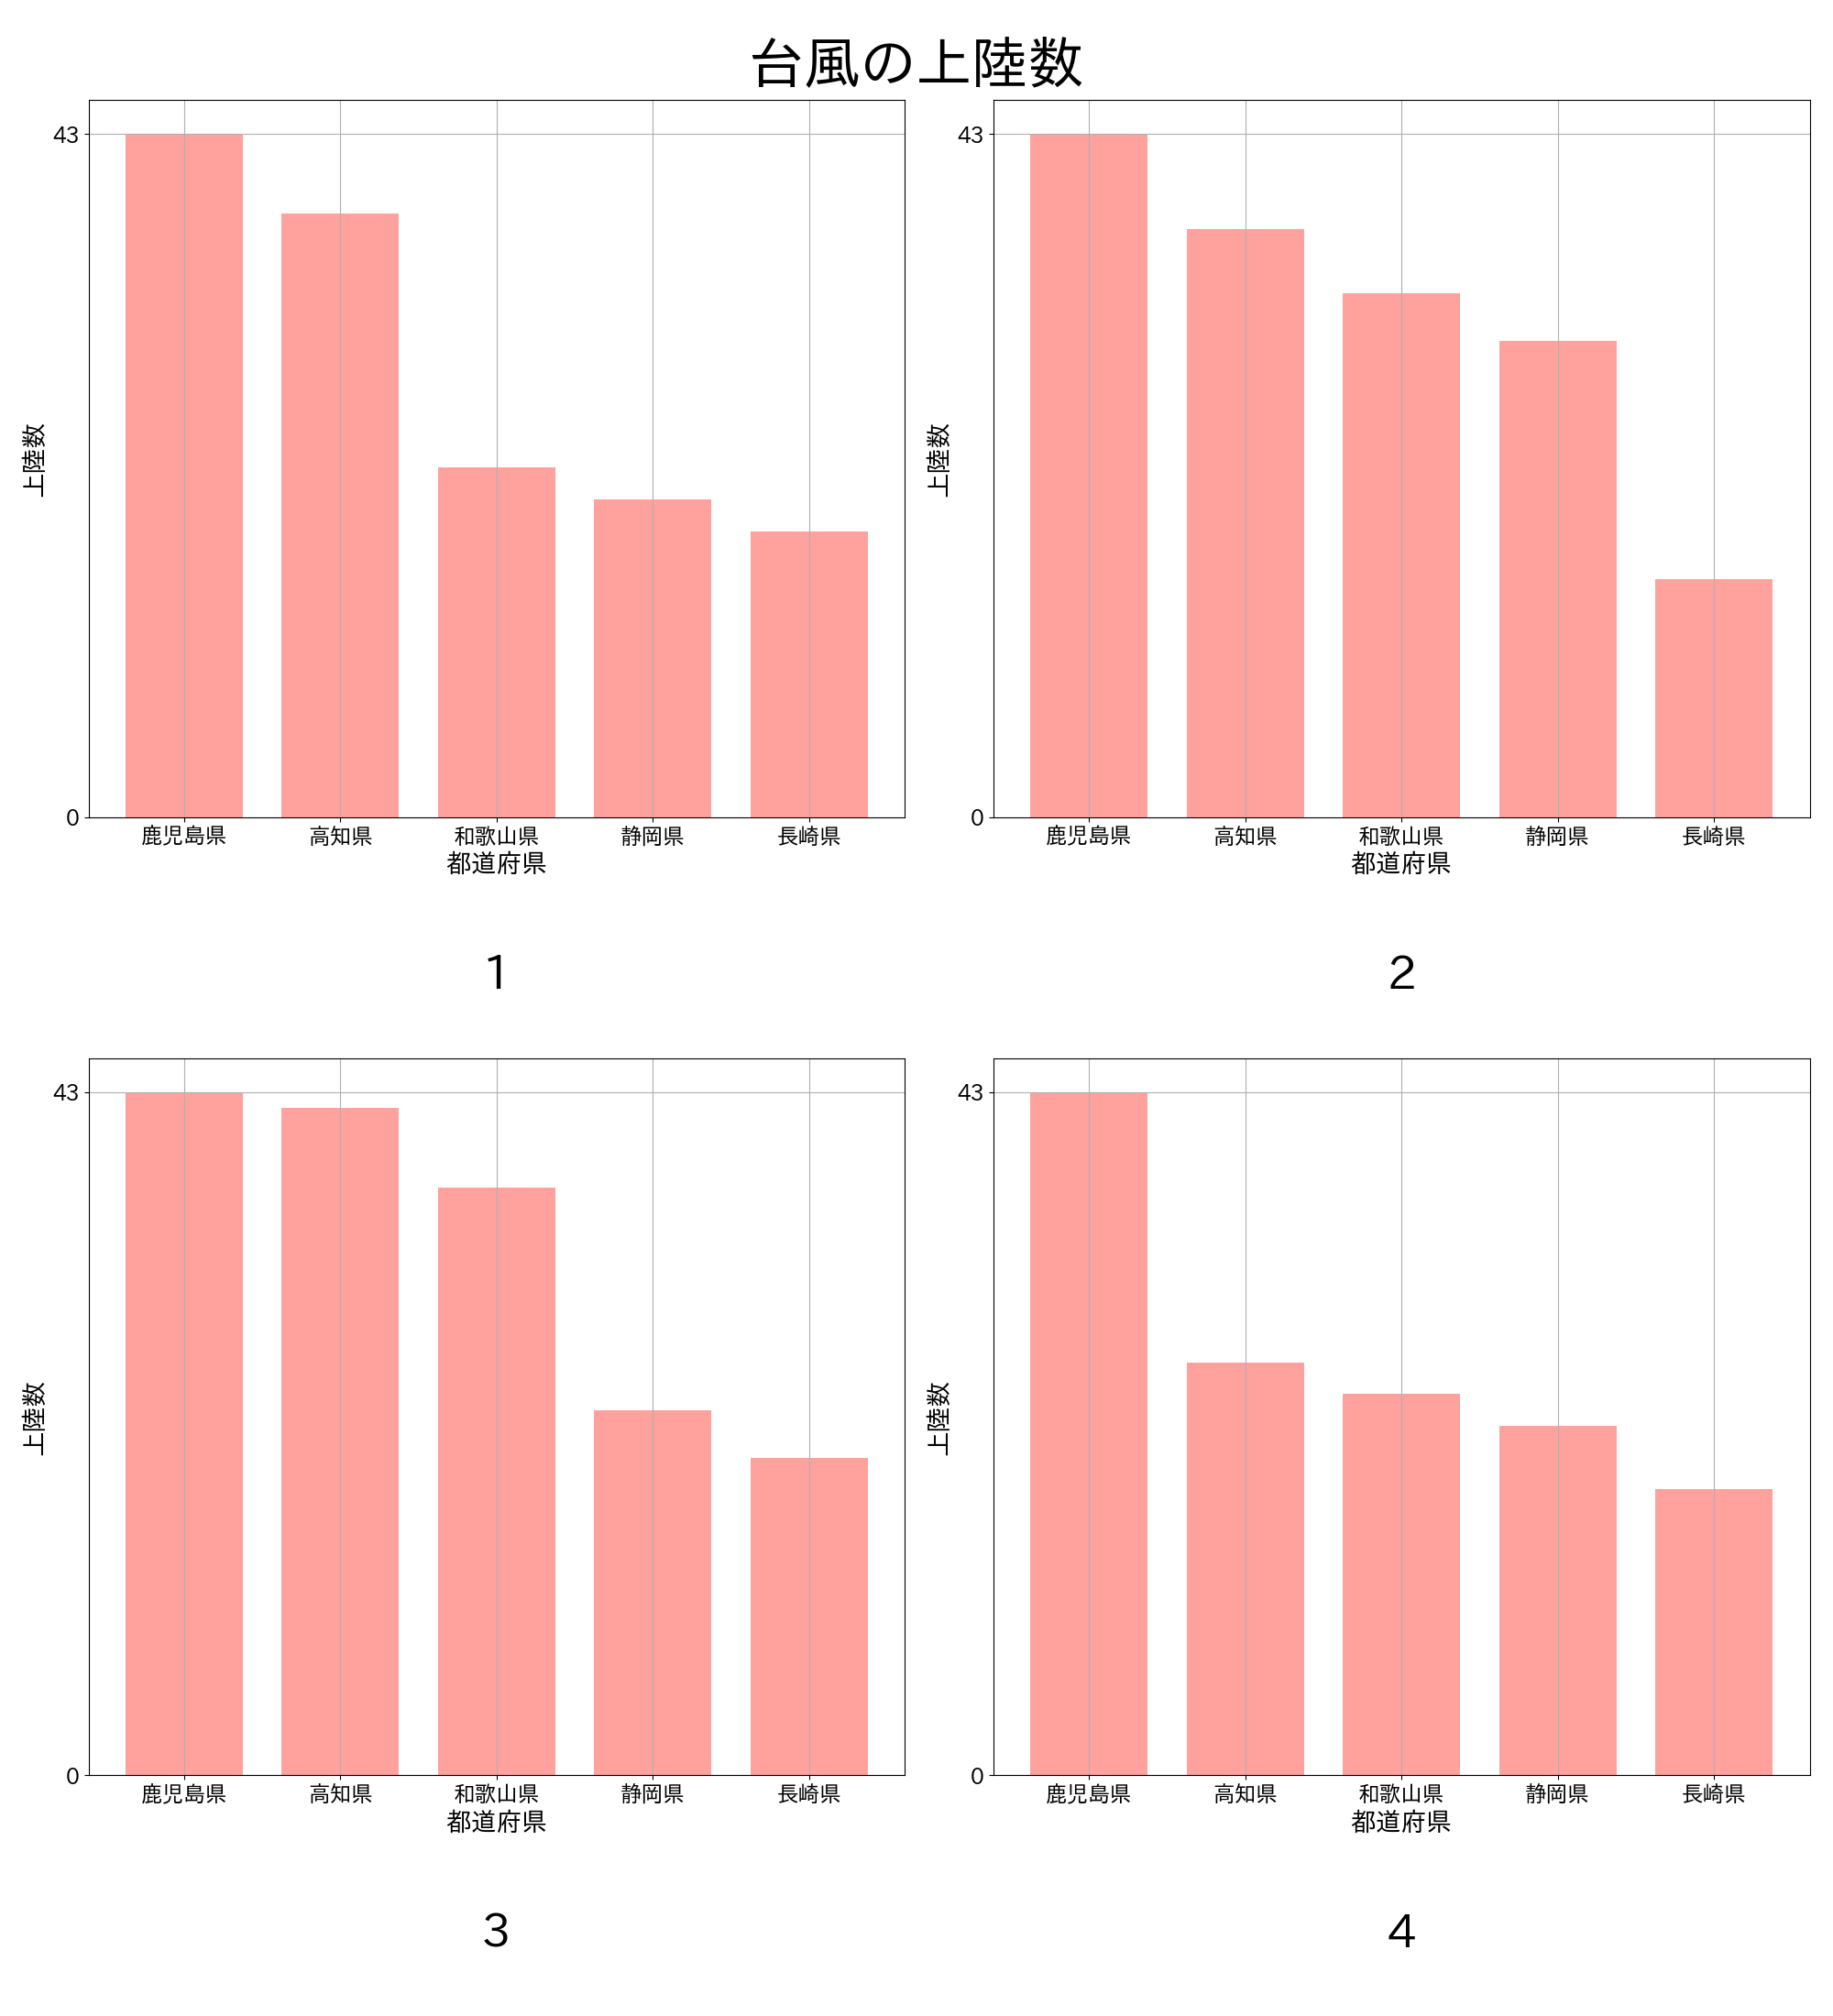 台風の上陸数
43
0
上陸数
鹿児島県 高知県 和歌山県 静岡県 長崎県
都道府県
1
43
0
上陸数
鹿児島県 高知県 和歌山県 静岡県 長崎県
都道府県
2
43
0
上陸数
鹿児島県 高知県 和歌山県 静岡県 長崎県
都道府県
3
43
0
上陸数
鹿児島県 高知県 和歌山県 静岡県 長崎県
都道府県
4